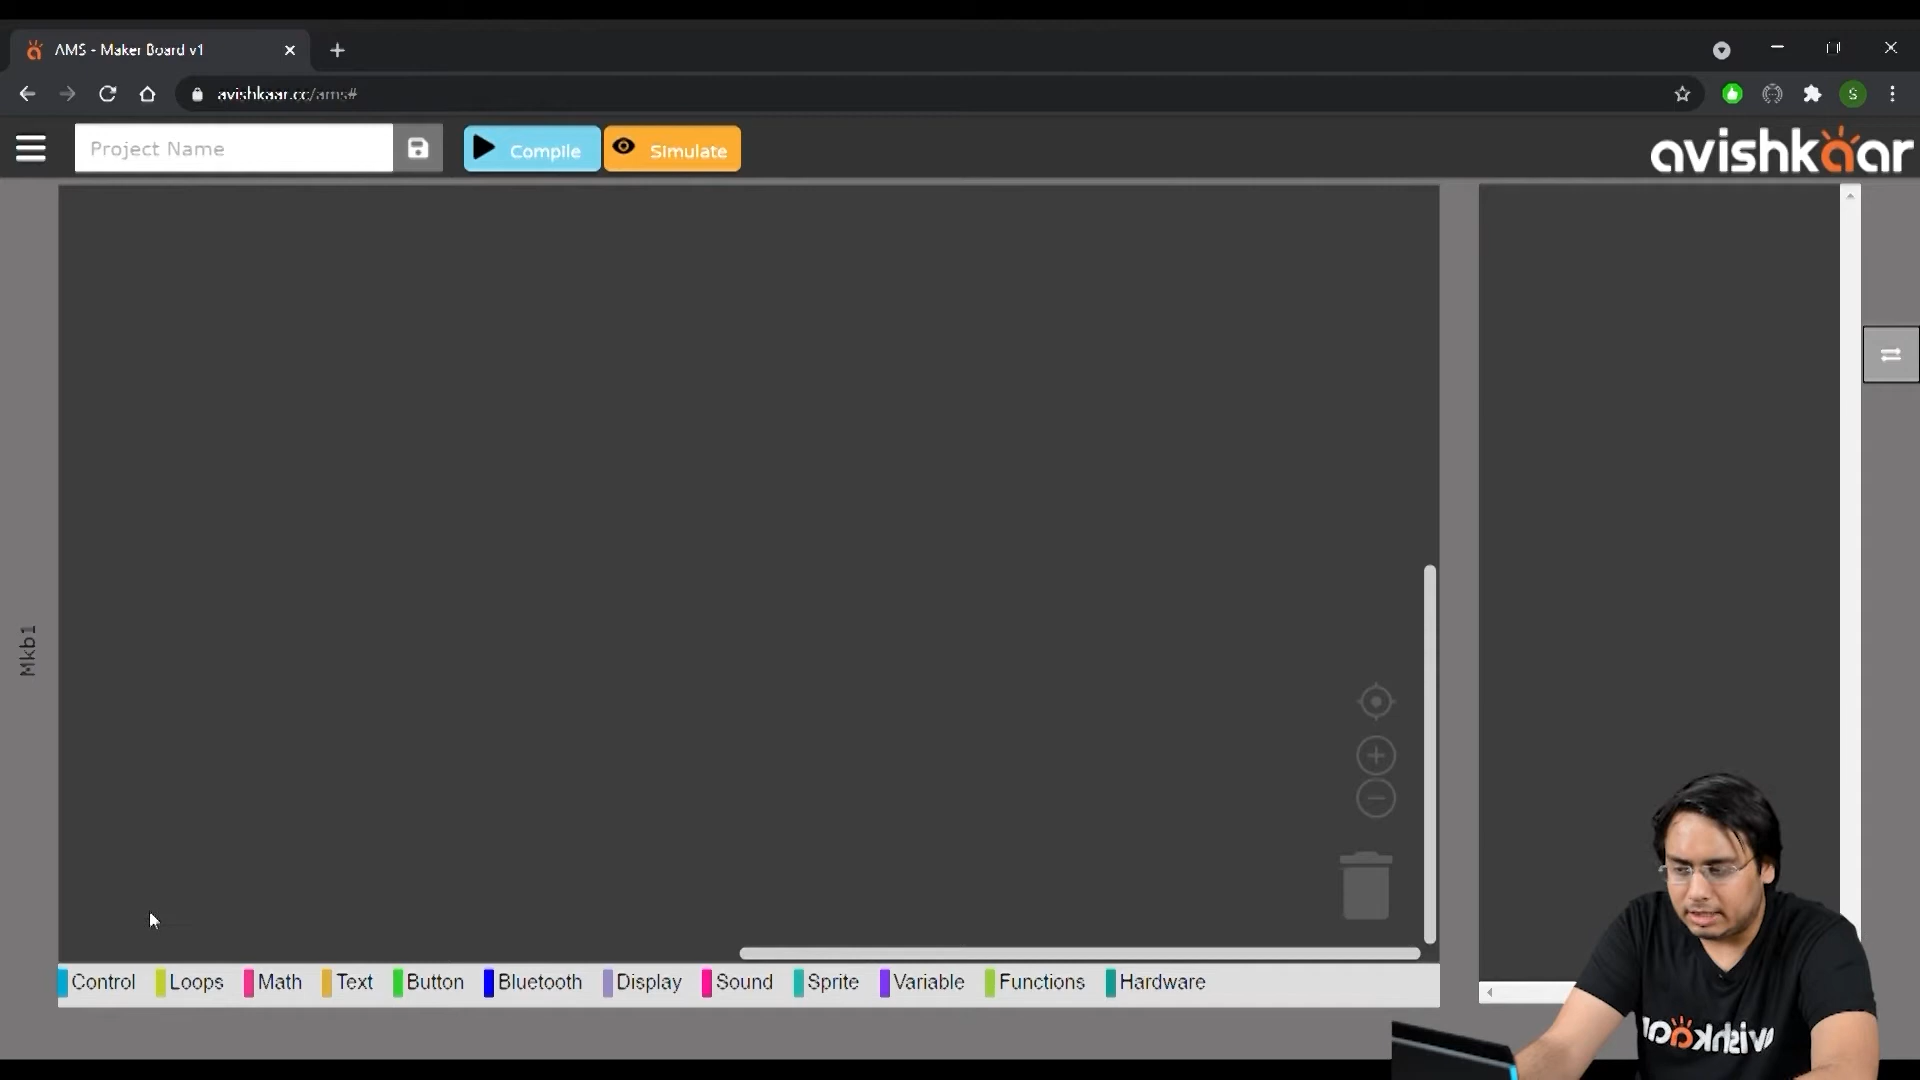 AMS - Maker Board v1
avishkaar.cc/ams#
S
Project Name
Compile
Simulate
avishkaar
Mkb1
Control Loops Math Text Button Bluetooth Display Sound Sprite Variable Functions Hardware
avishkaar